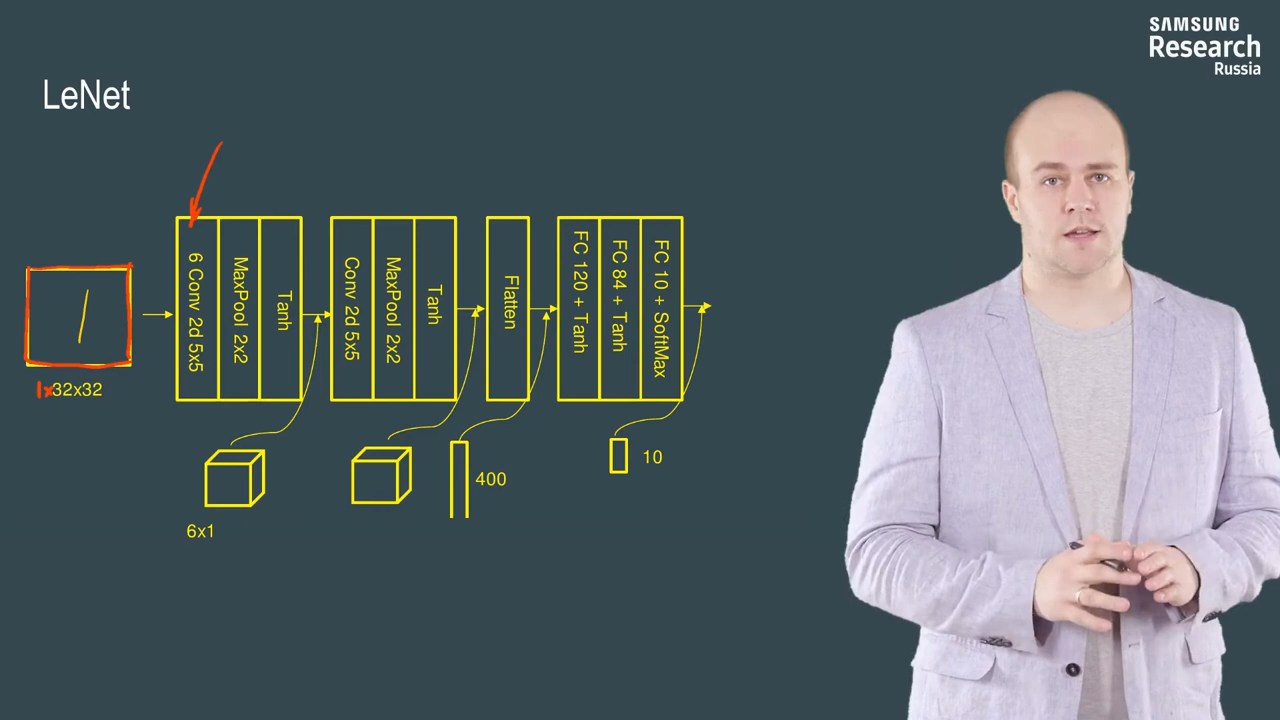 SAMSUNG
Research
Russia
LeNet
6 Conv 2d 5x5
MaxPool 2x2
Tanh
Conv 2d 5x5
MaxPool 2x2
Tanh
Flatten
FC 120 + Tanh
FC 84 + Tanh
FC 10 + SoftMax
1x32x32
400
10
6x1